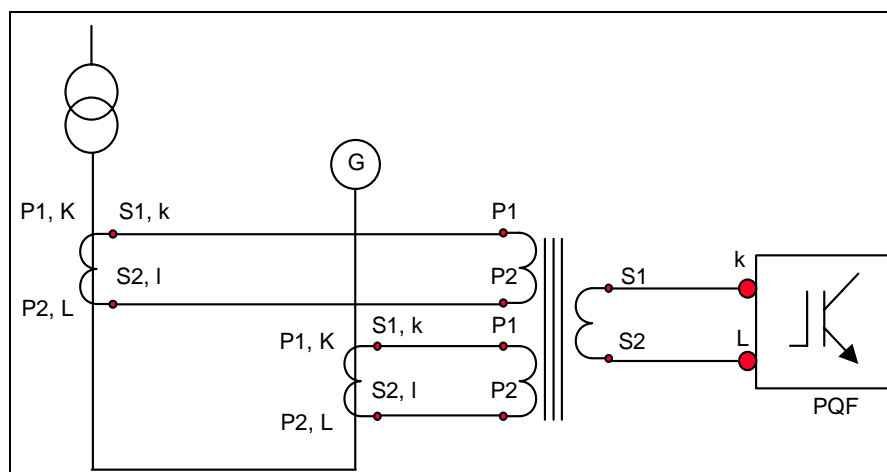 G
P1, K
S1, k
P1
S2, l
P2
P2, L
k
S1
L
S2
P1, K
S1, k
P1
S2, l
P2
P2, L
PQF